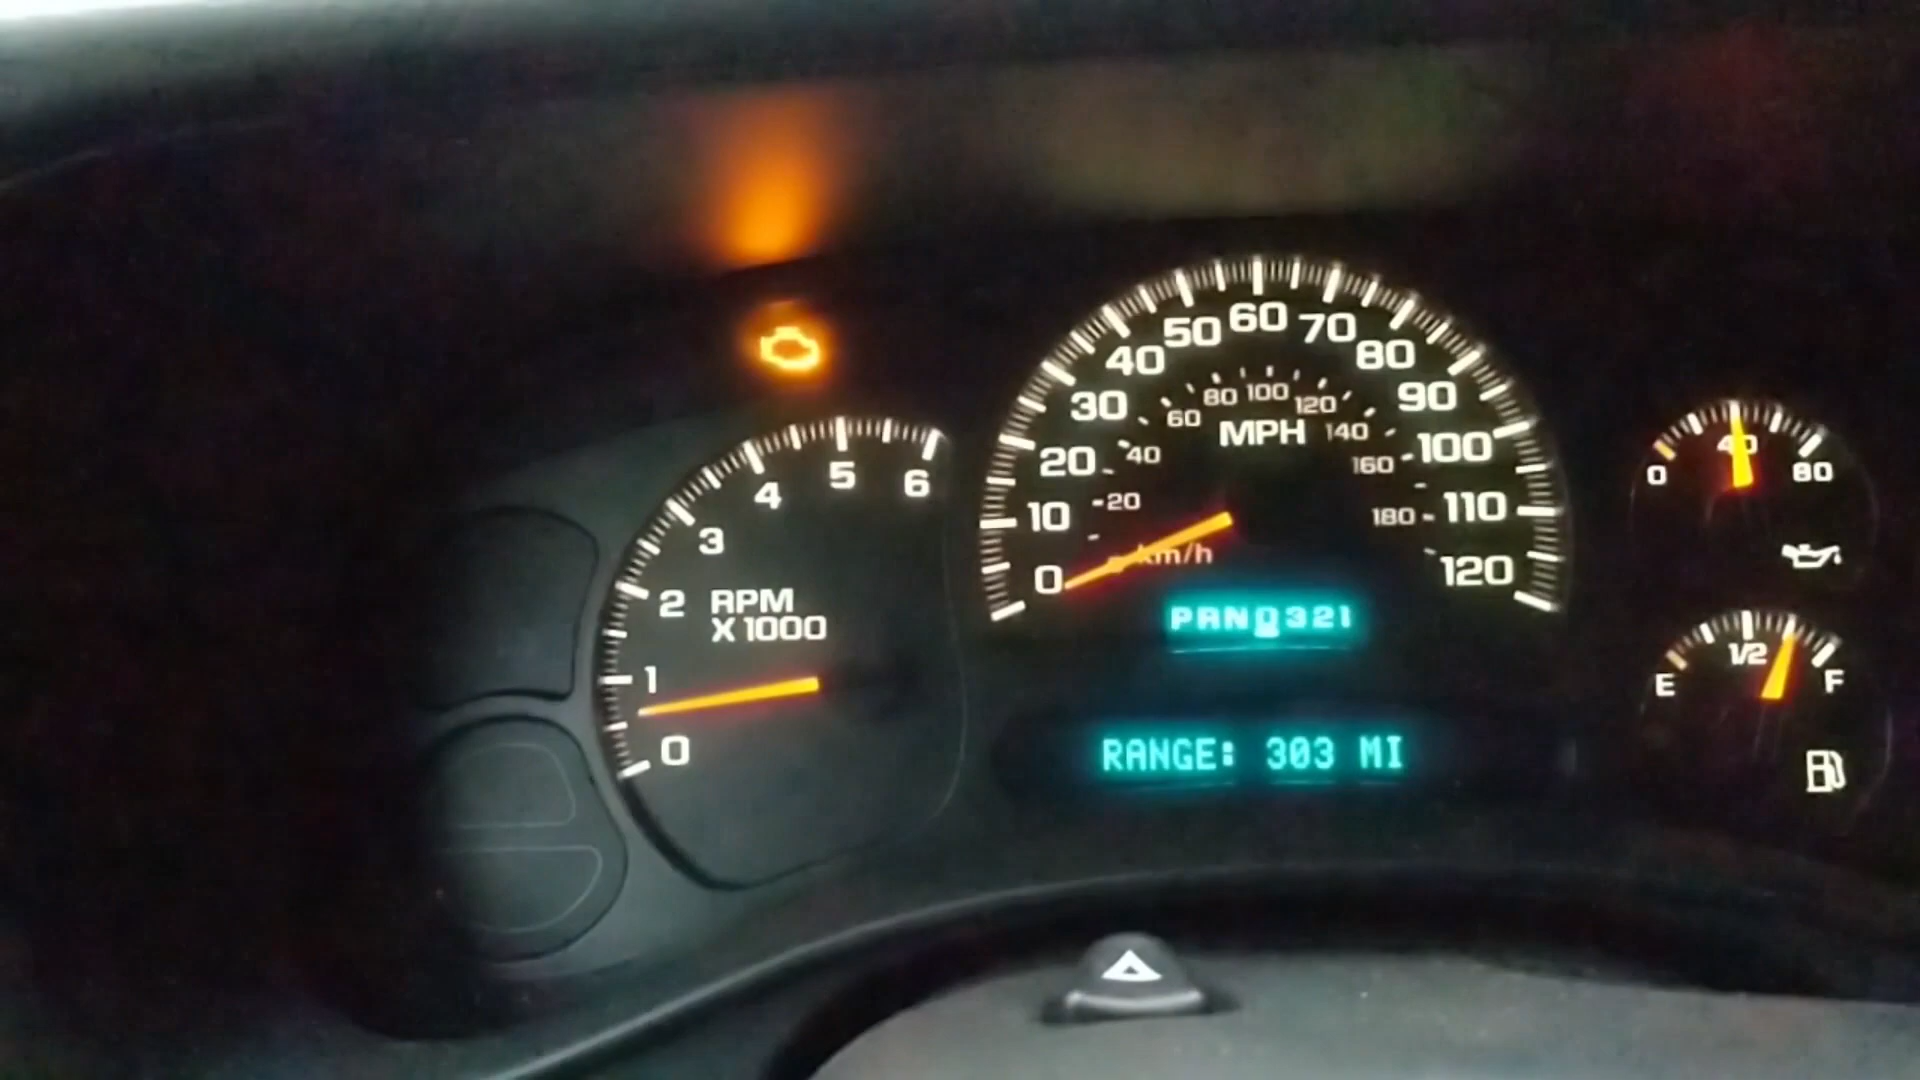 0 1 2 3 4 5 6
RPM
X 1000
0 10 20 30 40 50 60 70 80 90 100 110 120
20 40 60 80 100 120 140 160 180
MPH
km/h
PRND321
RANGE: 303 MI
0 40 80
E 1/2 F